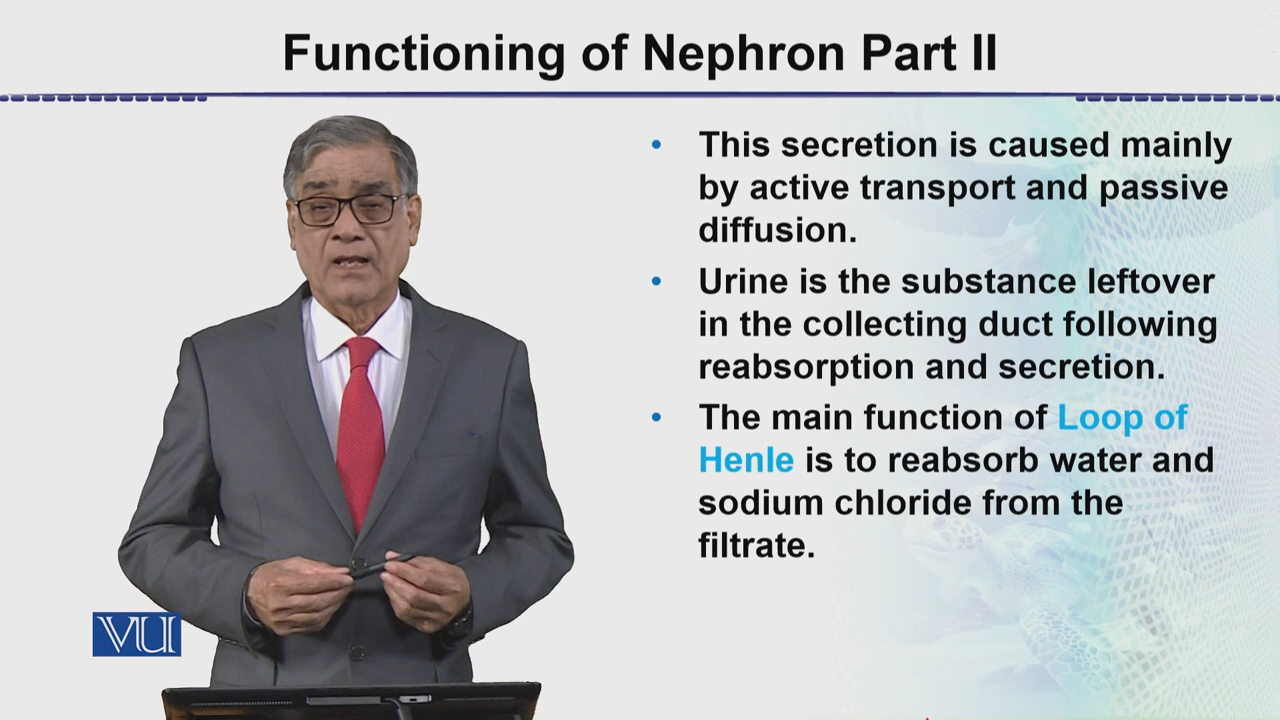 Functioning of Nephron Part II
• This secretion is caused mainly
by active transport and passive
diffusion.
• Urine is the substance leftover
in the collecting duct following
reabsorption and secretion.
• The main function of Loop of
Henle is to reabsorb water and
sodium chloride from the
filtrate.
VU